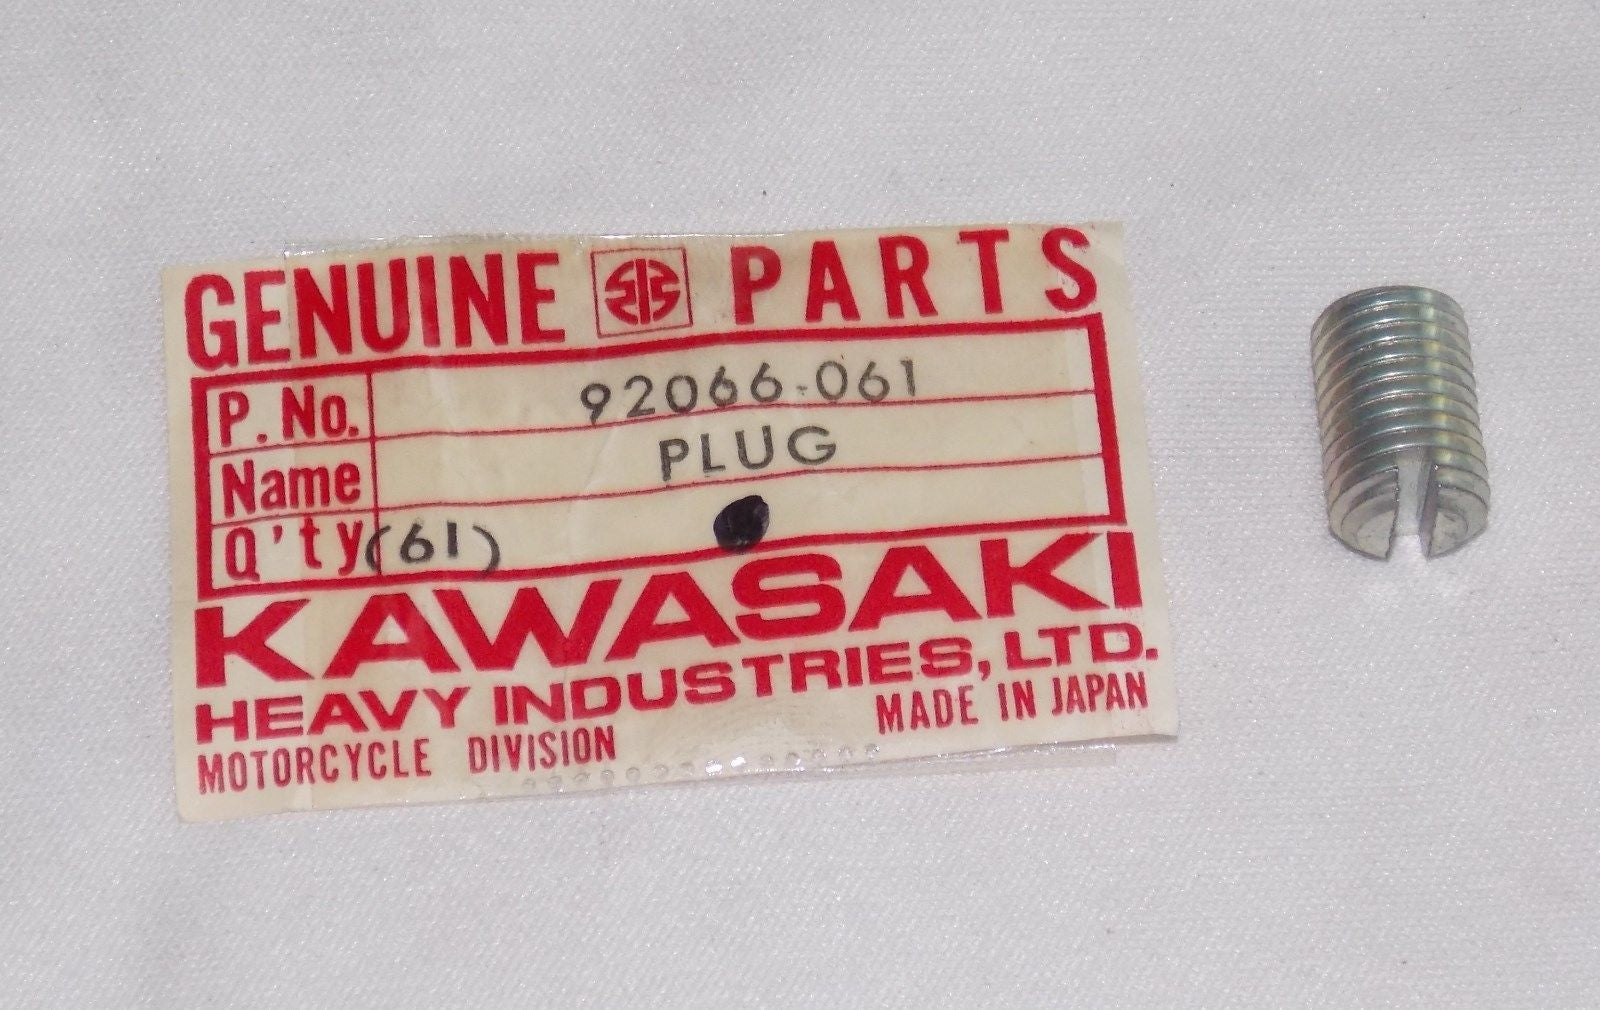 GENUINE PARTS
P. No. 92066-061
Name PLUG
Q'ty (61)
KAWASAKI
HEAVY INDUSTRIES, LTD.
MOTORCYCLE DIVISION MADE IN JAPAN